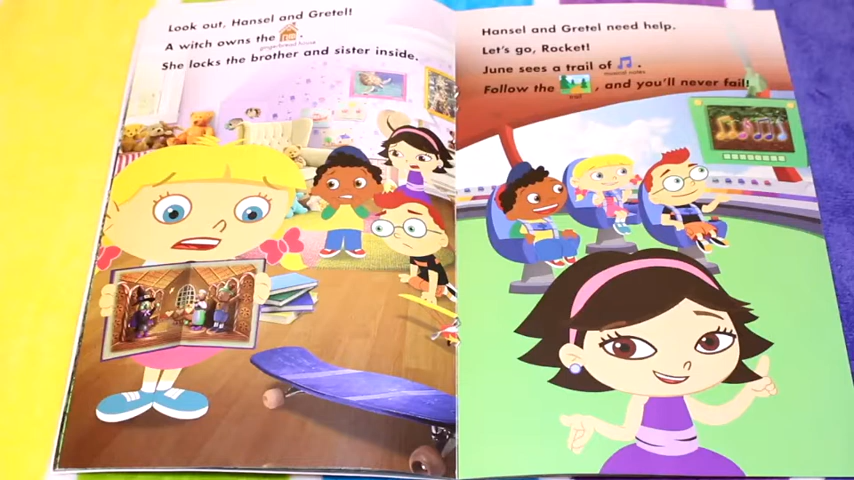 Look out, Hansel and Gretel!
A witch owns the .
gingerbread house
She locks the brother and sister inside.
Hansel and Gretel need help.
Let's go, Rocket!
June sees a trail of .
musical notes
Follow the , and you'll never fail!
trail